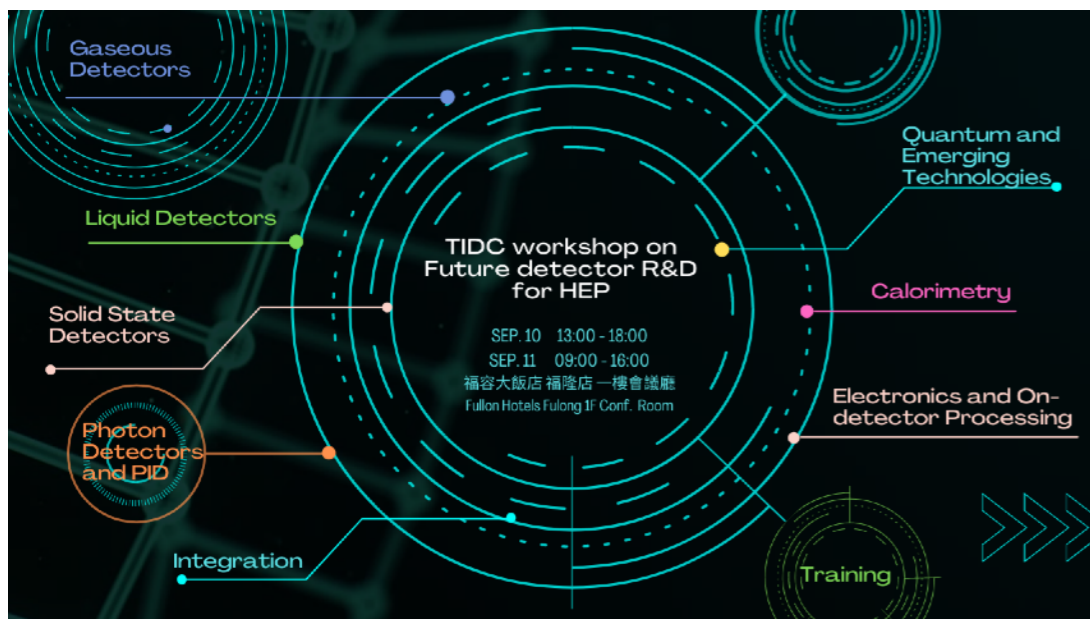 Gaseous
Detectors
Quantum and
Emerging
Technologies
Liquid Detectors
TIDC workshop on
Future detector R&D
for HEP
Calorimetry
Solid State
Detectors
SEP. 10 13:00 - 18:00
SEP. 11 09:00 - 16:00
福容大飯店 福隆店 一樓會議廳
Fullon Hotels Fulong 1F Conf. Room
Electronics and On-
detector Processing
Photon
Detectors
and PID
Integration
Training